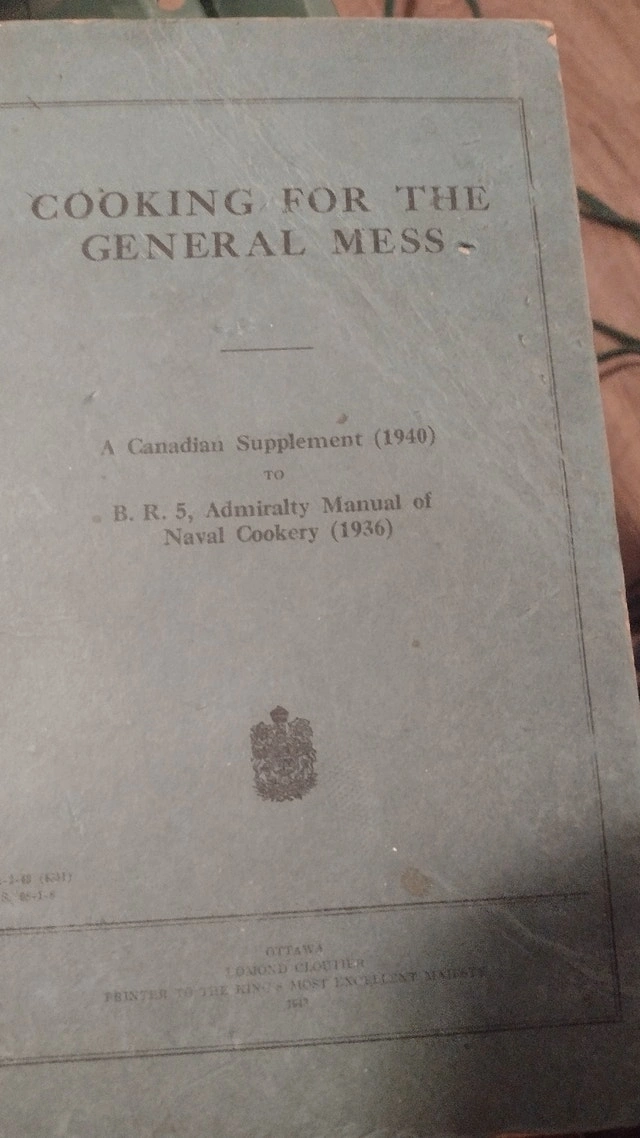 COOKING FOR THE
GENERAL MESS
A Canadian Supplement (1940)
TO
B. R. 5, Admiralty Manual of
Naval Cookery (1936)
OTTAWA
EDMOND CLOUTIER
PRINTER TO THE KING'S MOST EXCELLENT MAJESTY